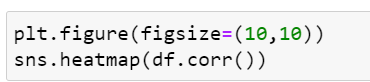 plt.figure(figsize=(10,10))
sns.heatmap(df.corr())